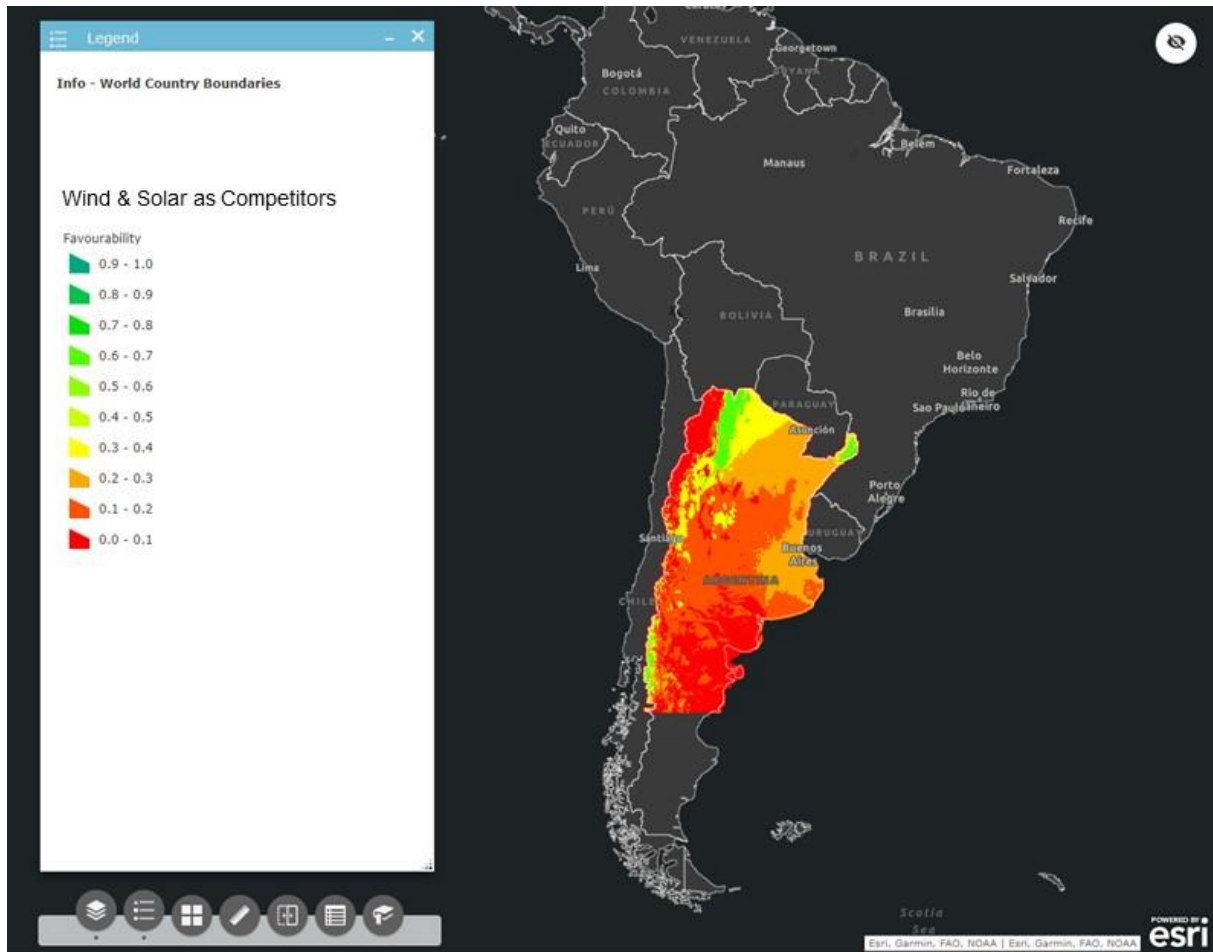 Legend
Info - World Country Boundaries
Wind & Solar as Competitors
Favourability
0.9 - 1.0
0.8 - 0.9
0.7 - 0.8
0.6 - 0.7
0.5 - 0.6
0.4 - 0.5
0.3 - 0.4
0.2 - 0.3
0.1 - 0.2
0.0 - 0.1
Caracas
VENEZUELA
Georgetown
GUYANA
Bogotá
COLOMBIA
Quito
ECUADOR
Belém
Manaus
Fortaleza
PERÚ
Recife
BRAZIL
Lima
Salvador
Brasilia
BOLIVIA
Belo
Horizonte
PARAGUAY
Rio de
Janeiro
Sao Paulo
Asunción
Porto
Alegre
Santiago
URUGUAY
Buenos
Aires
ARGENTINA
CHILE
Scotia
Sea
POWERED BY
esri
Esri, Garmin, FAO, NOAA | Esri, Garmin, FAO, NOAA